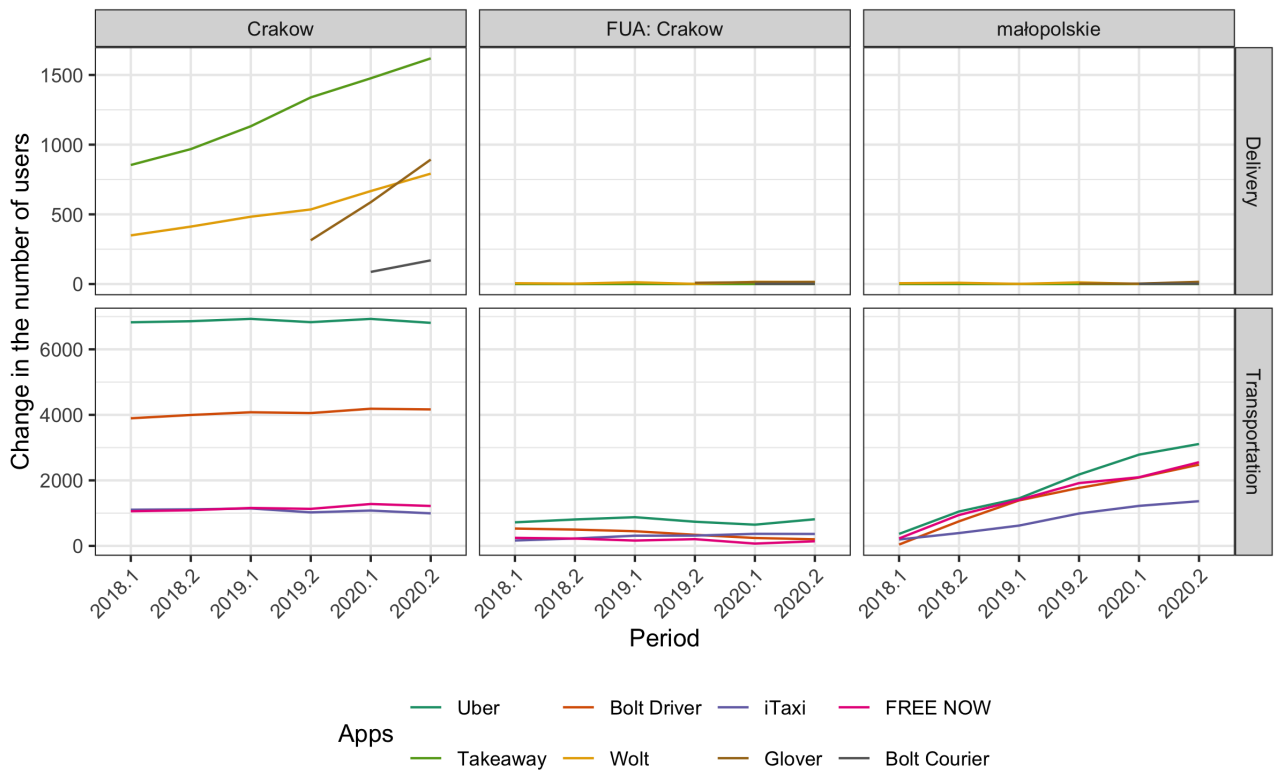 Crakow FUA: Crakow małopolskie
Change in the number of users
1500
1000
500
0
Delivery
6000
4000
2000
0
Transportation
2018.1 2018.2 2019.1 2019.2 2020.1 2020.2 2018.1 2018.2 2019.1 2019.2 2020.1 2020.2 2018.1 2018.2 2019.1 2019.2 2020.1 2020.2
Period
Apps
Uber Bolt Driver iTaxi FREE NOW
Takeaway Wolt Glover Bolt Courier